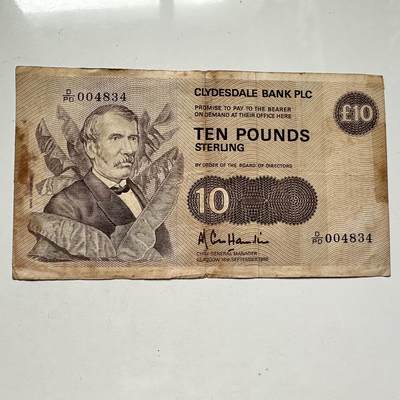 D/PD 004834
CLYDESDALE BANK PLC
PROMISE TO PAY TO THE BEARER
ON DEMAND AT THEIR OFFICE HERE
£10
TEN POUNDS
STERLING
BY ORDER OF THE BOARD OF DIRECTORS
10
CHIEF GENERAL MANAGER
D/PD 004834